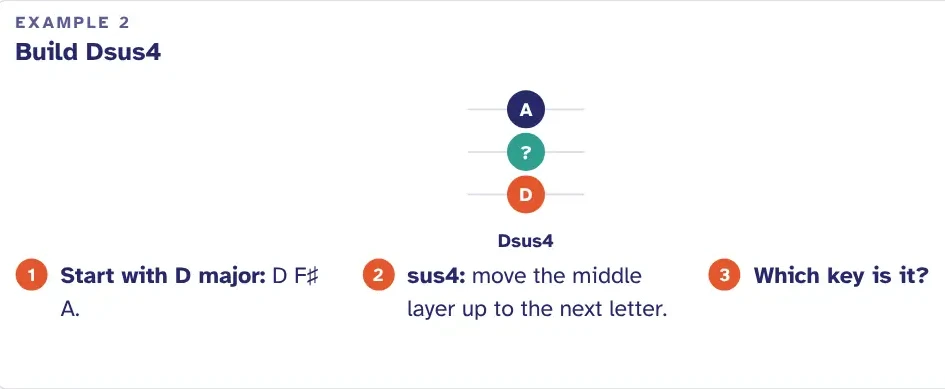 EXAMPLE 2
Build Dsus4
A
?
D
Dsus4
1 Start with D major: D F♯
A.
2 sus4: move the middle
layer up to the next letter.
3 Which key is it?